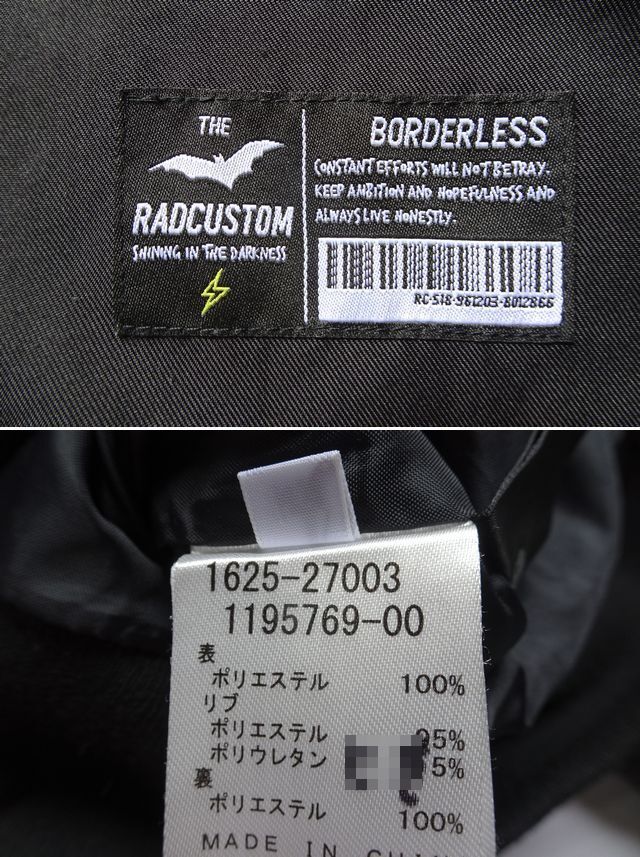 THE
RADCUSTOM
SHINING IN THE DARKNESS
BORDERLESS
CONSTANT EFFORTS WILL NOT BETRAY.
KEEP AMBITION AND HOPEFULNESS AND
ALWAYS LIVE HONESTLY.
RC-518-961203-8012866
1625-27003
1195769-00
表
ポリエステル 100%
リブ
ポリエステル 95%
ポリウレタン 5%
裏
ポリエステル 100%
MADE IN